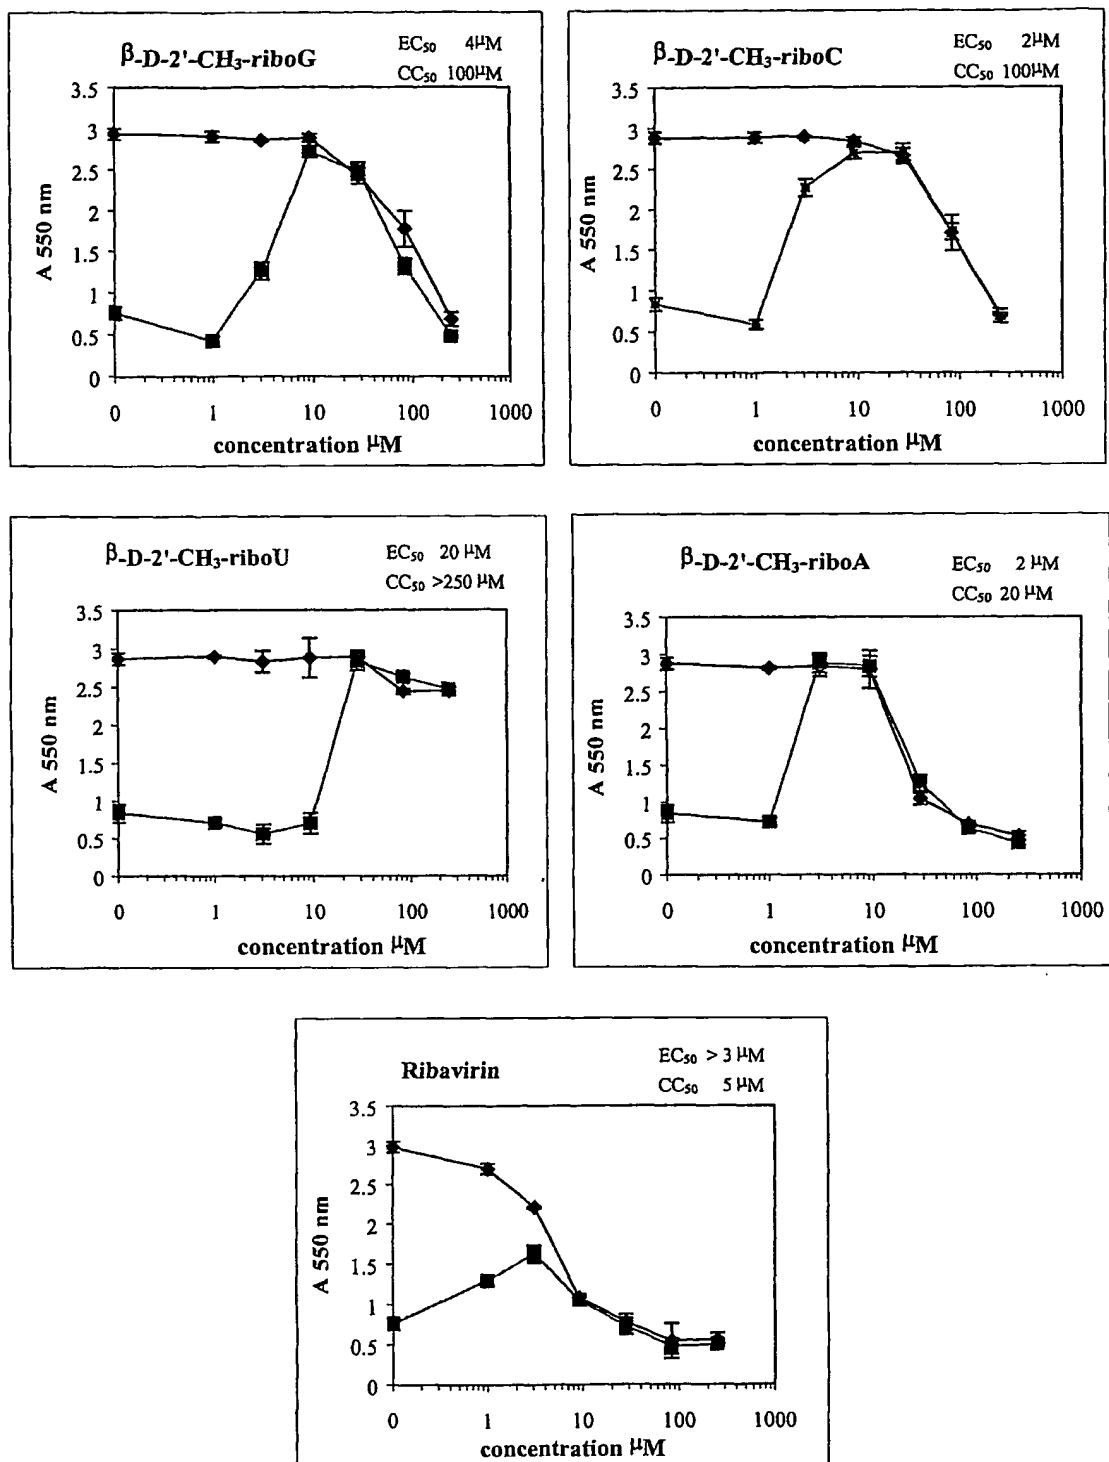 β-D-2'-CH₃-riboG
EC₅₀ 4μM
CC₅₀ 100μM
A 550 nm
3.5
3
2.5
2
1.5
1
0.5
0
0 1 10 100 1000
concentration μM
β-D-2'-CH₃-riboC
EC₅₀ 2μM
CC₅₀ 100μM
A 550 nm
3.5
3
2.5
2
1.5
1
0.5
0
0 1 10 100 1000
concentration μM
β-D-2'-CH₃-riboU
EC₅₀ 20 μM
CC₅₀ >250 μM
A 550 nm
3.5
3
2.5
2
1.5
1
0.5
0
0 1 10 100 1000
concentration μM
β-D-2'-CH₃-riboA
EC₅₀ 2 μM
CC₅₀ 20 μM
A 550 nm
3.5
3
2.5
2
1.5
1
0.5
0
0 1 10 100 1000
concentration μM
Ribavirin
EC₅₀ > 3 μM
CC₅₀ 5 μM
A 550 nm
3.5
3
2.5
2
1.5
1
0.5
0
0 1 10 100 1000
concentration μM